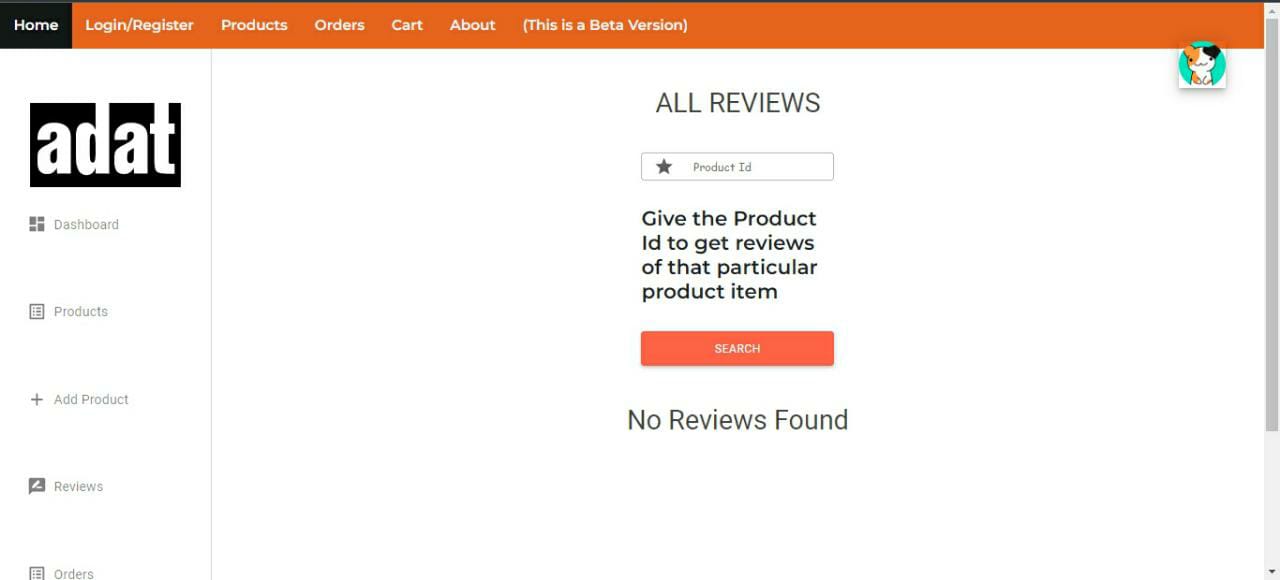 Home Login/Register Products Orders Cart About (This is a Beta Version)
adat
Dashboard
Products
Add Product
Reviews
Orders
ALL REVIEWS
Product Id
Give the Product
Id to get reviews
of that particular
product item
SEARCH
No Reviews Found